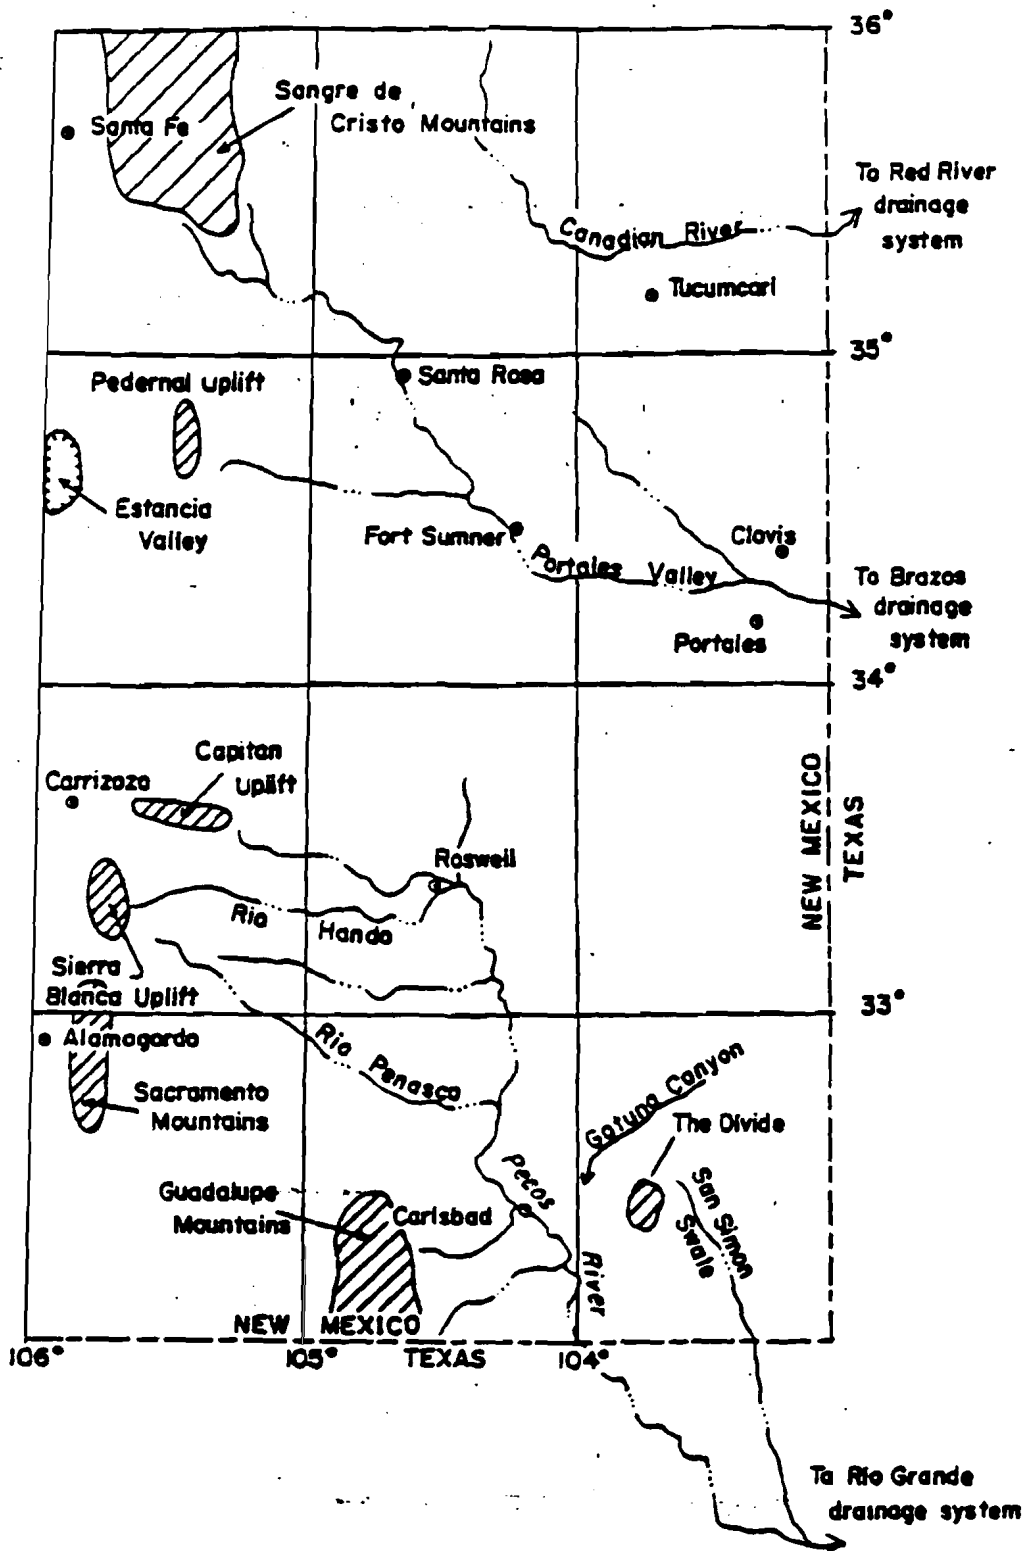 36°
Sangre de
Cristo Mountains
Santa Fe
To Red River
drainage
system
Canadian River
Tucumcari
35°
Santa Rosa
Pedernal uplift
Estancia
Valley
Fort Sumner
Clovis
Portales Valley
To Brazos
drainage
system
Portales
34°
Capitan
uplift
Carrizozo
NEW MEXICO
TEXAS
Roswell
Rio Hondo
Sierra
Blanca Uplift
33°
Alamagordo
Rio Penasco
Sacramento
Mountains
Gatuna Canyon
The Divide
Pecos River
San Simon
Swale
Guadalupe
Mountains
Carlsbad
NEW MEXICO
106°
105°
TEXAS
104°
To Rio Grande
drainage system